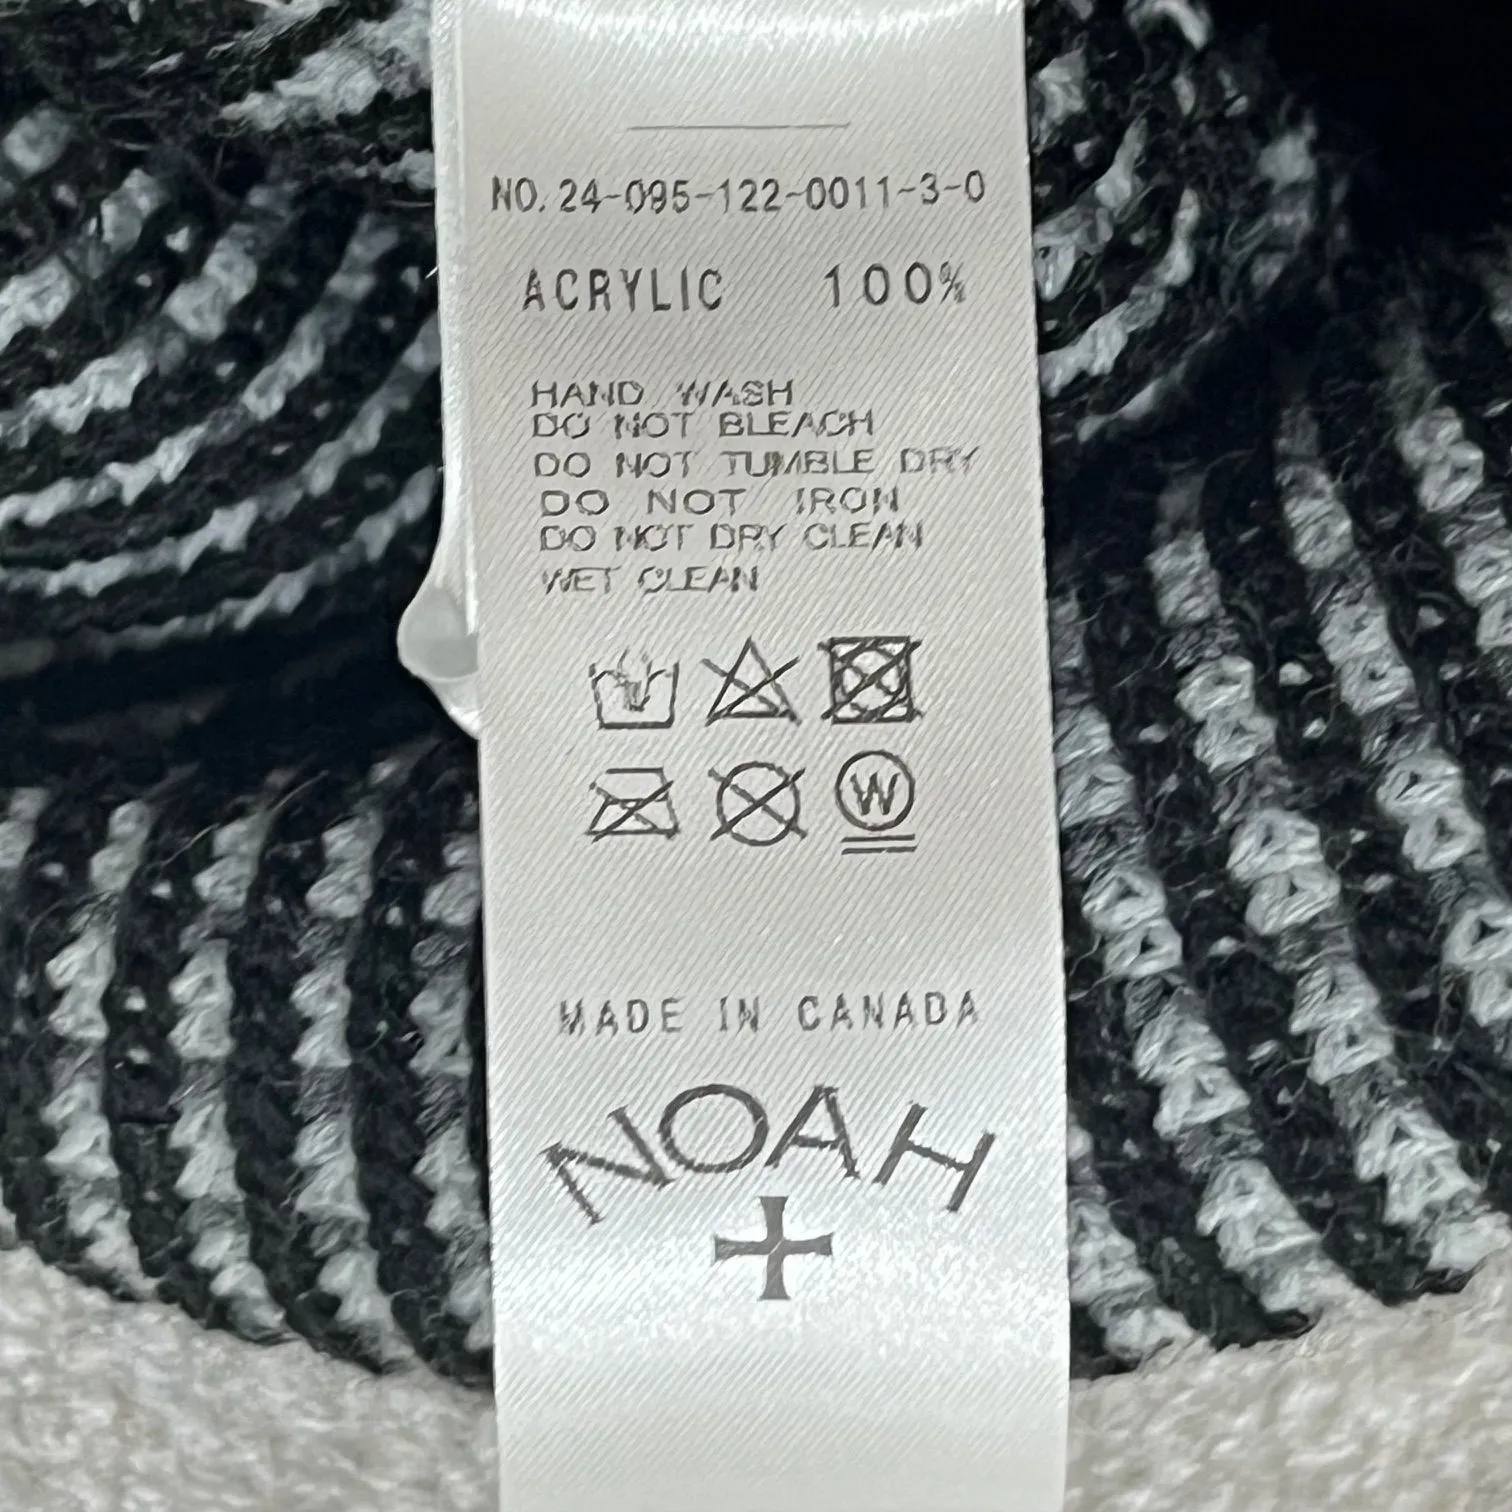 NO. 24-095-122-0011-3-0
ACRYLIC 100%
HAND WASH
DO NOT BLEACH
DO NOT TUMBLE DRY
DO NOT IRON
DO NOT DRY CLEAN
WET CLEAN
W
MADE IN CANADA
NOAH